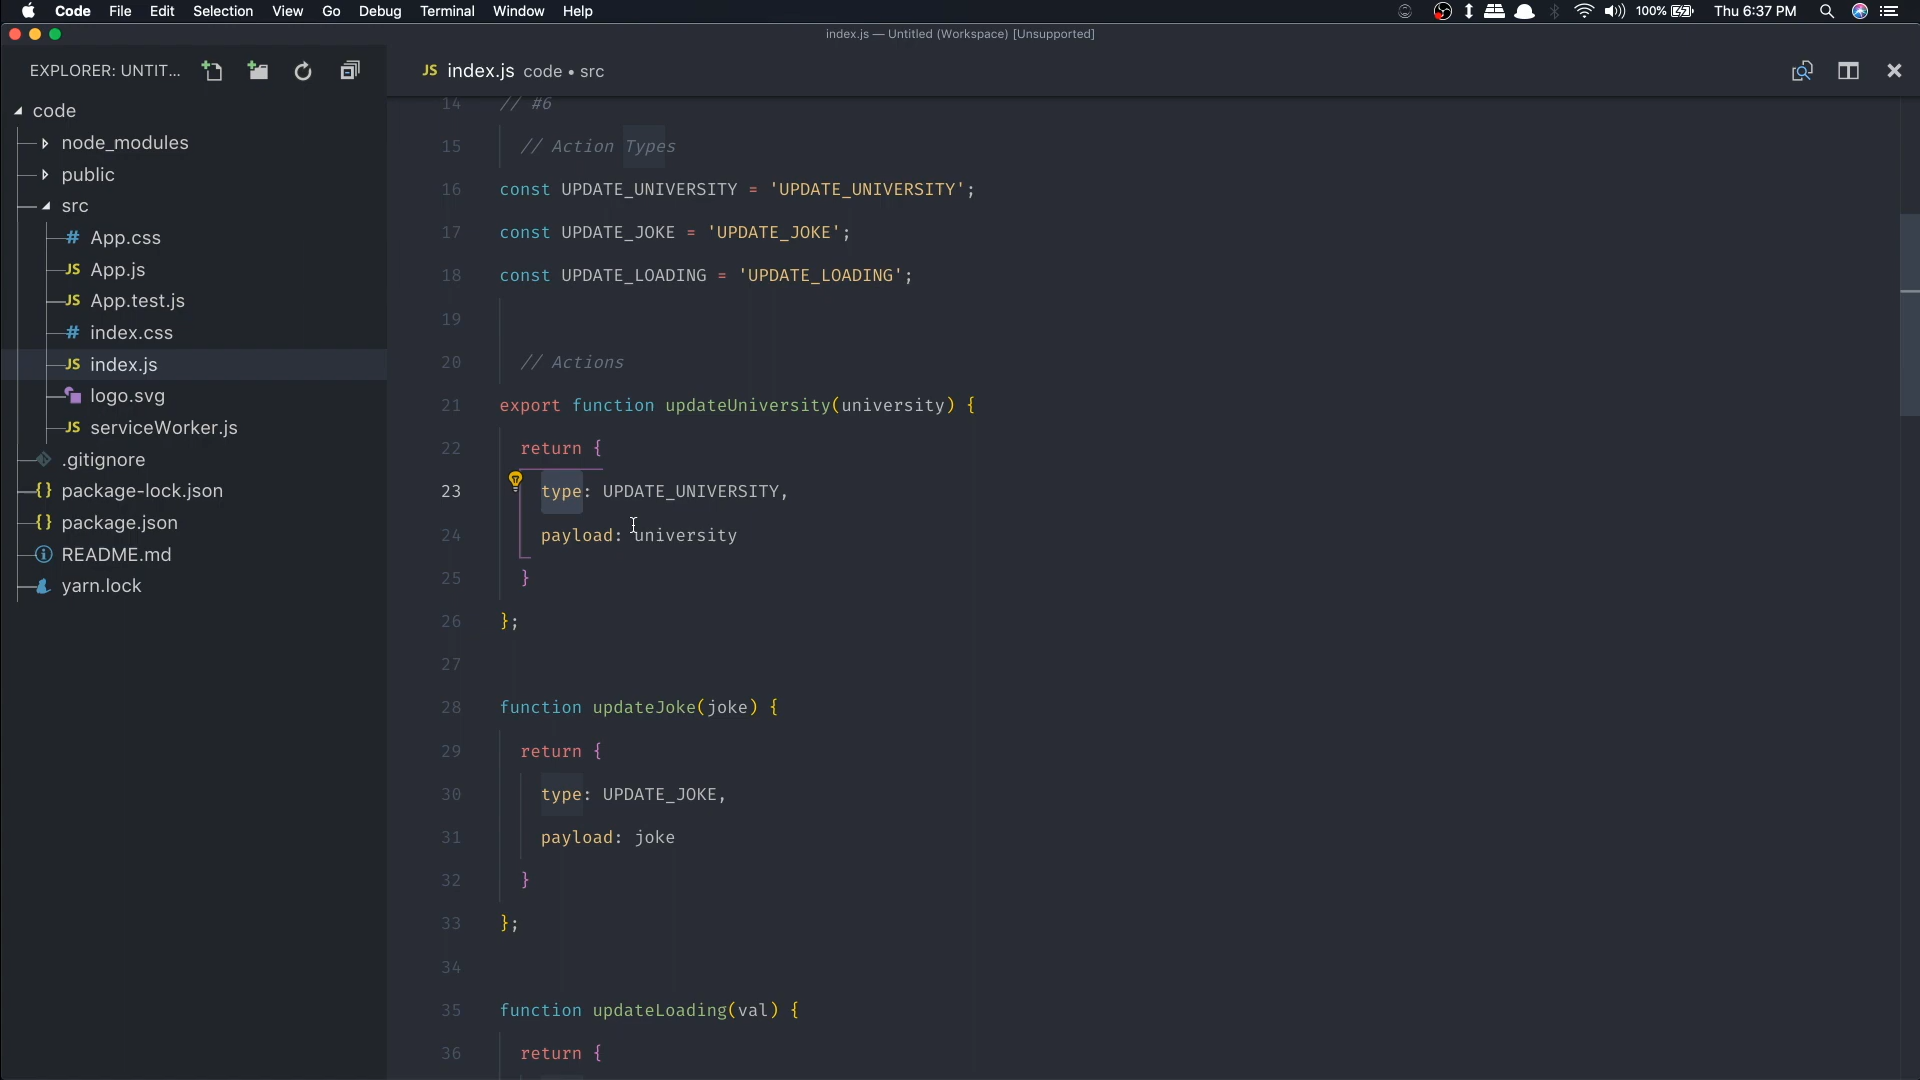 Code File Edit Selection View Go Debug Terminal Window Help 100% Thu 6:37 PM
index.js — Untitled (Workspace) [Unsupported]
EXPLORER: UNTIT...
JS index.js code • src
code
node_modules
public
src
# App.css
JS App.js
JS App.test.js
# index.css
JS index.js
logo.svg
JS serviceWorker.js
.gitignore
{} package-lock.json
{} package.json
README.md
yarn.lock
14 // #6
15 // Action Types
16 const UPDATE_UNIVERSITY = 'UPDATE_UNIVERSITY';
17 const UPDATE_JOKE = 'UPDATE_JOKE';
18 const UPDATE_LOADING = 'UPDATE_LOADING';
19
20 // Actions
21 export function updateUniversity(university) {
22 return {
23 type: UPDATE_UNIVERSITY,
24 payload: university
25 }
26 };
27
28 function updateJoke(joke) {
29 return {
30 type: UPDATE_JOKE,
31 payload: joke
32 }
33 };
34
35 function updateLoading(val) {
36 return {